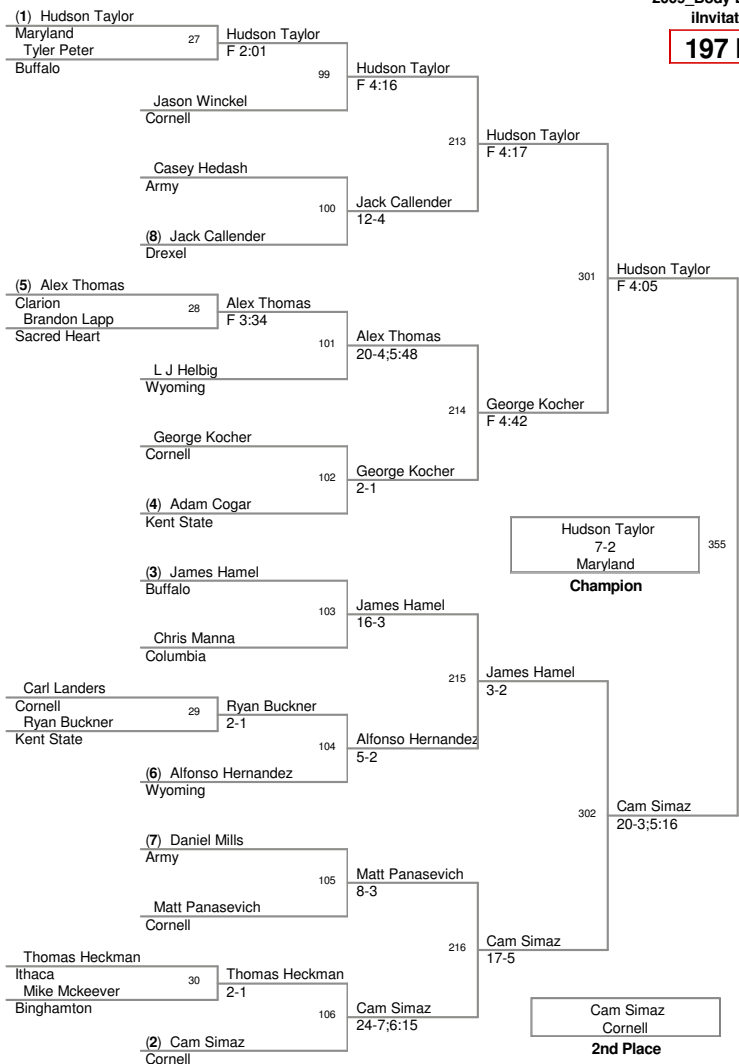 iInvitat
197
(1) Hudson Taylor
Maryland
27
Hudson Taylor
Tyler Peter
F 2:01
Buffalo
99
Hudson Taylor
F 4:16
Jason Winckel
Cornell
213
Hudson Taylor
F 4:17
Casey Hedash
Army
100
Jack Callender
12-4
(8) Jack Callender
Drexel
301
Hudson Taylor
F 4:05
(5) Alex Thomas
Clarion
28
Alex Thomas
Brandon Lapp
F 3:34
Sacred Heart
101
Alex Thomas
20-4;5:48
L J Helbig
Wyoming
214
George Kocher
F 4:42
George Kocher
Cornell
102
George Kocher
2-1
(4) Adam Cogar
Kent State
Hudson Taylor
7-2
Maryland
355
Champion
(3) James Hamel
Buffalo
103
James Hamel
16-3
Chris Manna
Columbia
215
James Hamel
3-2
Carl Landers
Cornell
29
Ryan Buckner
Ryan Buckner
2-1
Kent State
104
Alfonso Hernandez
5-2
(6) Alfonso Hernandez
Wyoming
302
Cam Simaz
20-3;5:16
(7) Daniel Mills
Army
105
Matt Panasevich
8-3
Matt Panasevich
Cornell
216
Cam Simaz
17-5
Thomas Heckman
Ithaca
30
Thomas Heckman
Mike Mckeever
2-1
Binghamton
106
Cam Simaz
24-7;6:15
(2) Cam Simaz
Cornell
Cam Simaz
Cornell
2nd Place